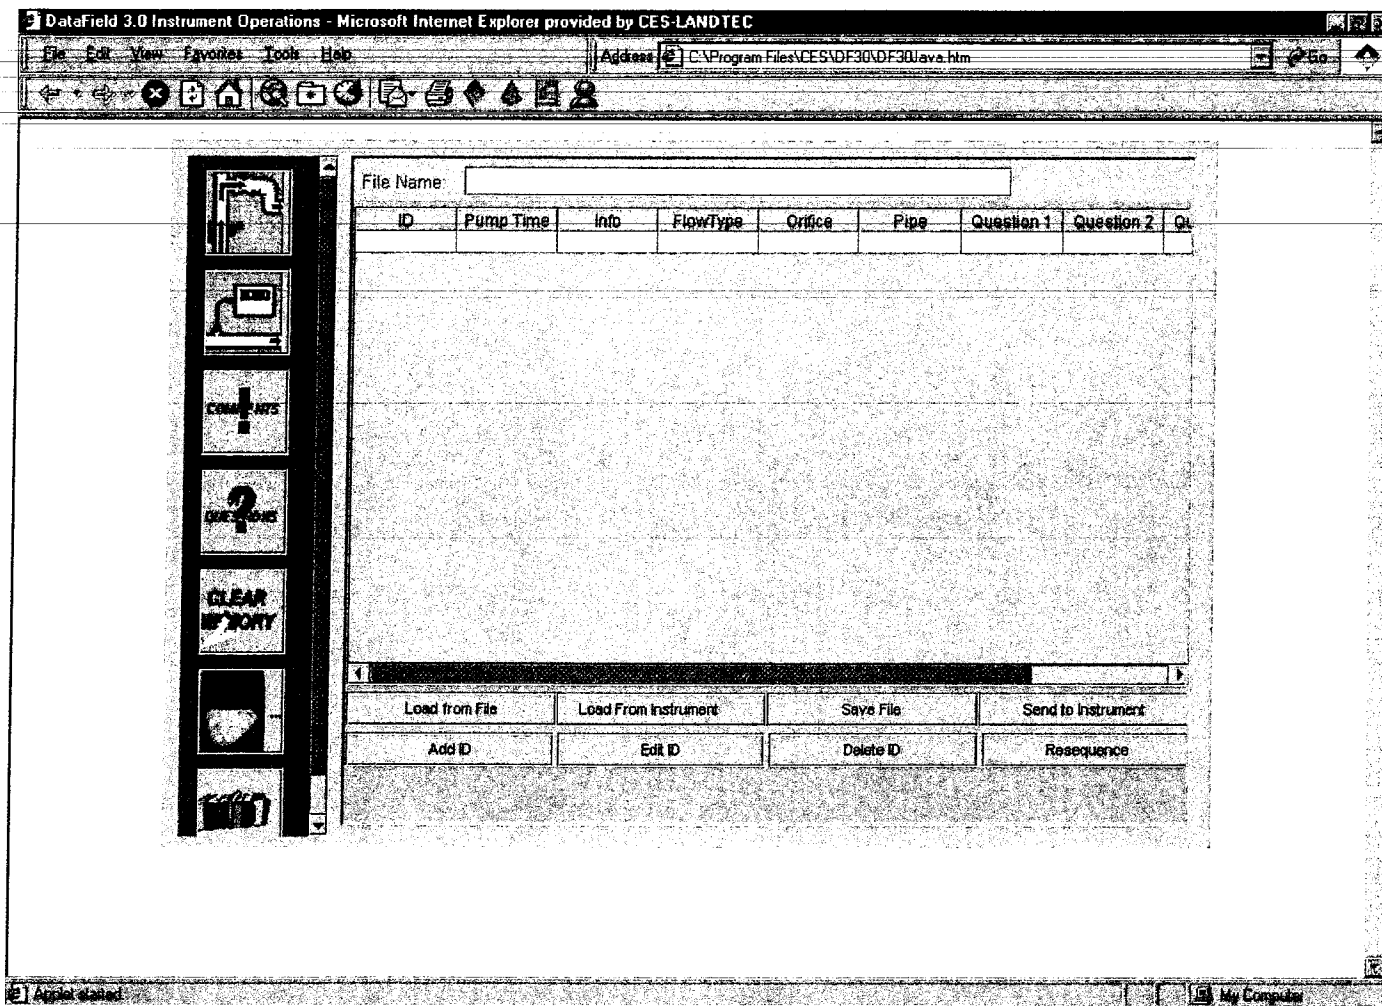 DataField 3.0 Instrument Operations - Microsoft Internet Explorer provided by CES-LANDTEC
File Edit View Favorites Tools Help Address C:\Program Files\CES\DF30\DF30Java.htm Go
File Name:
ID Pump Time Info FlowType Orifice Pipe Question 1 Question 2 Qu
COMMENTS
QUESTIONS
CLEAR
MEMORY
Load from File Load From Instrument Save File Send to Instrument
Add ID Edit ID Delete ID Resequence
Applet started My Computer